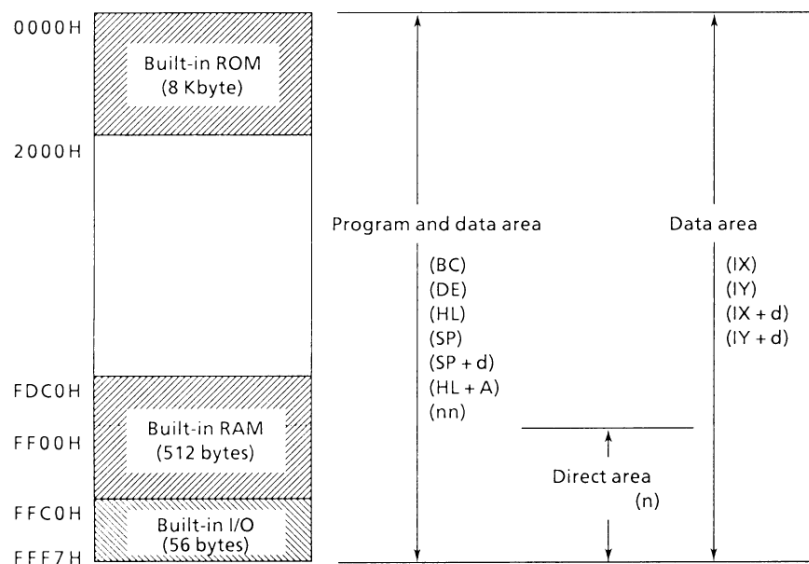 0000H
Built-in ROM
(8 Kbyte)
2000H
Program and data area
Data area
(BC)
(DE)
(HL)
(SP)
(SP + d)
(HL + A)
(nn)
(IX)
(IY)
(IX + d)
(IY + d)
FDC0H
Built-in RAM
(512 bytes)
FF00H
Direct area
(n)
FFC0H
Built-in I/O
(56 bytes)
FFF7H